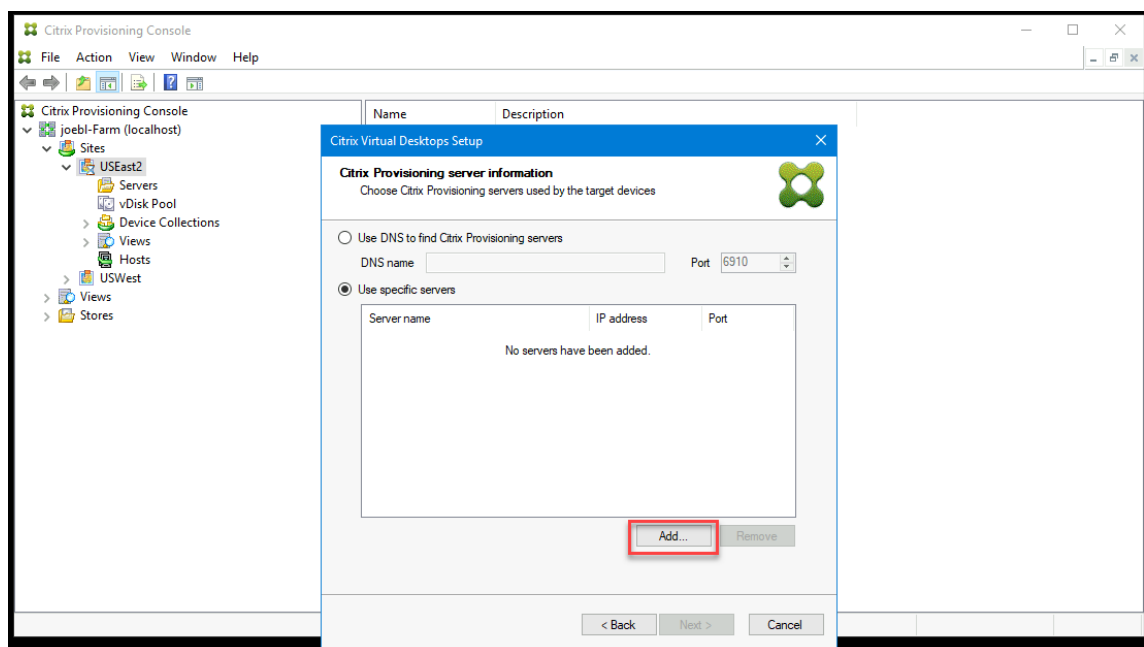 Citrix Provisioning Console
File Action View Window Help
Citrix Provisioning Console
joebl-Farm (localhost)
Sites
USEast2
Servers
vDisk Pool
Device Collections
Views
Hosts
USWest
Views
Stores
Name Description
Citrix Virtual Desktops Setup
Citrix Provisioning server information
Choose Citrix Provisioning servers used by the target devices
Use DNS to find Citrix Provisioning servers
DNS name Port 6910
Use specific servers
Server name IP address Port
No servers have been added.
Add... Remove
< Back Next > Cancel